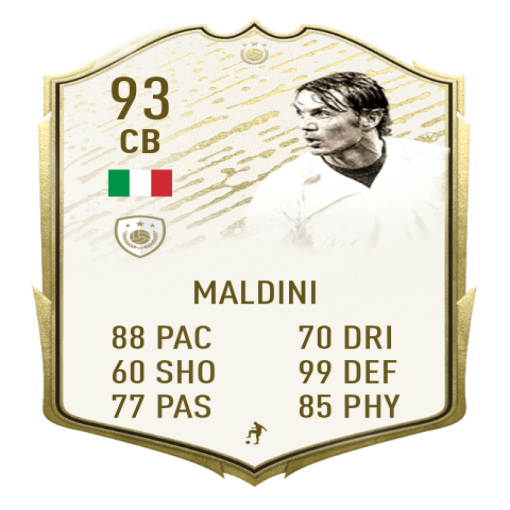 93
CB
MALDINI
88 PAC 70 DRI
60 SHO 99 DEF
77 PAS 85 PHY